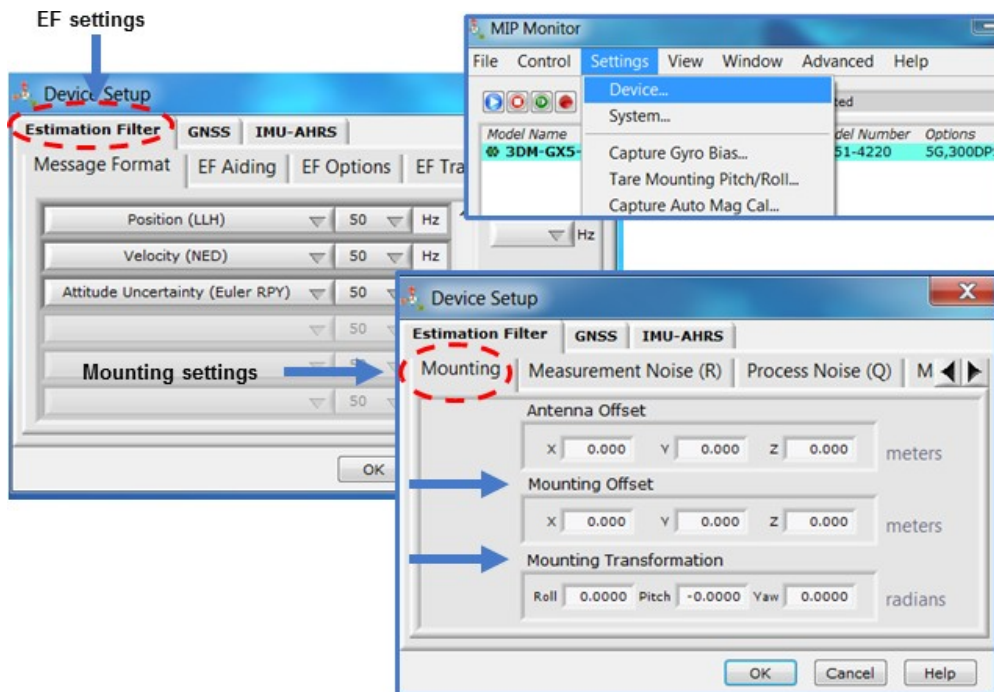 EF settings
MIP Monitor
File Control Settings View Window Advanced Help
Device...
System...
Capture Gyro Bias...
Tare Mounting Pitch/Roll...
Capture Auto Mag Cal...
Model Name Options
3DM-GX5- 51-4220 5G,300DP
Device Setup
Estimation Filter GNSS IMU-AHRS
Message Format EF Aiding EF Options EF Tra
Position (LLH) 50 Hz
Velocity (NED) 50 Hz
Attitude Uncertainty (Euler RPY) 50
50
50
50
Hz
OK
Mounting settings
Device Setup
Estimation Filter GNSS IMU-AHRS
Mounting Measurement Noise (R) Process Noise (Q) M
Antenna Offset
X 0.000 Y 0.000 Z 0.000 meters
Mounting Offset
X 0.000 Y 0.000 Z 0.000 meters
Mounting Transformation
Roll 0.0000 Pitch -0.0000 Yaw 0.0000 radians
OK Cancel Help